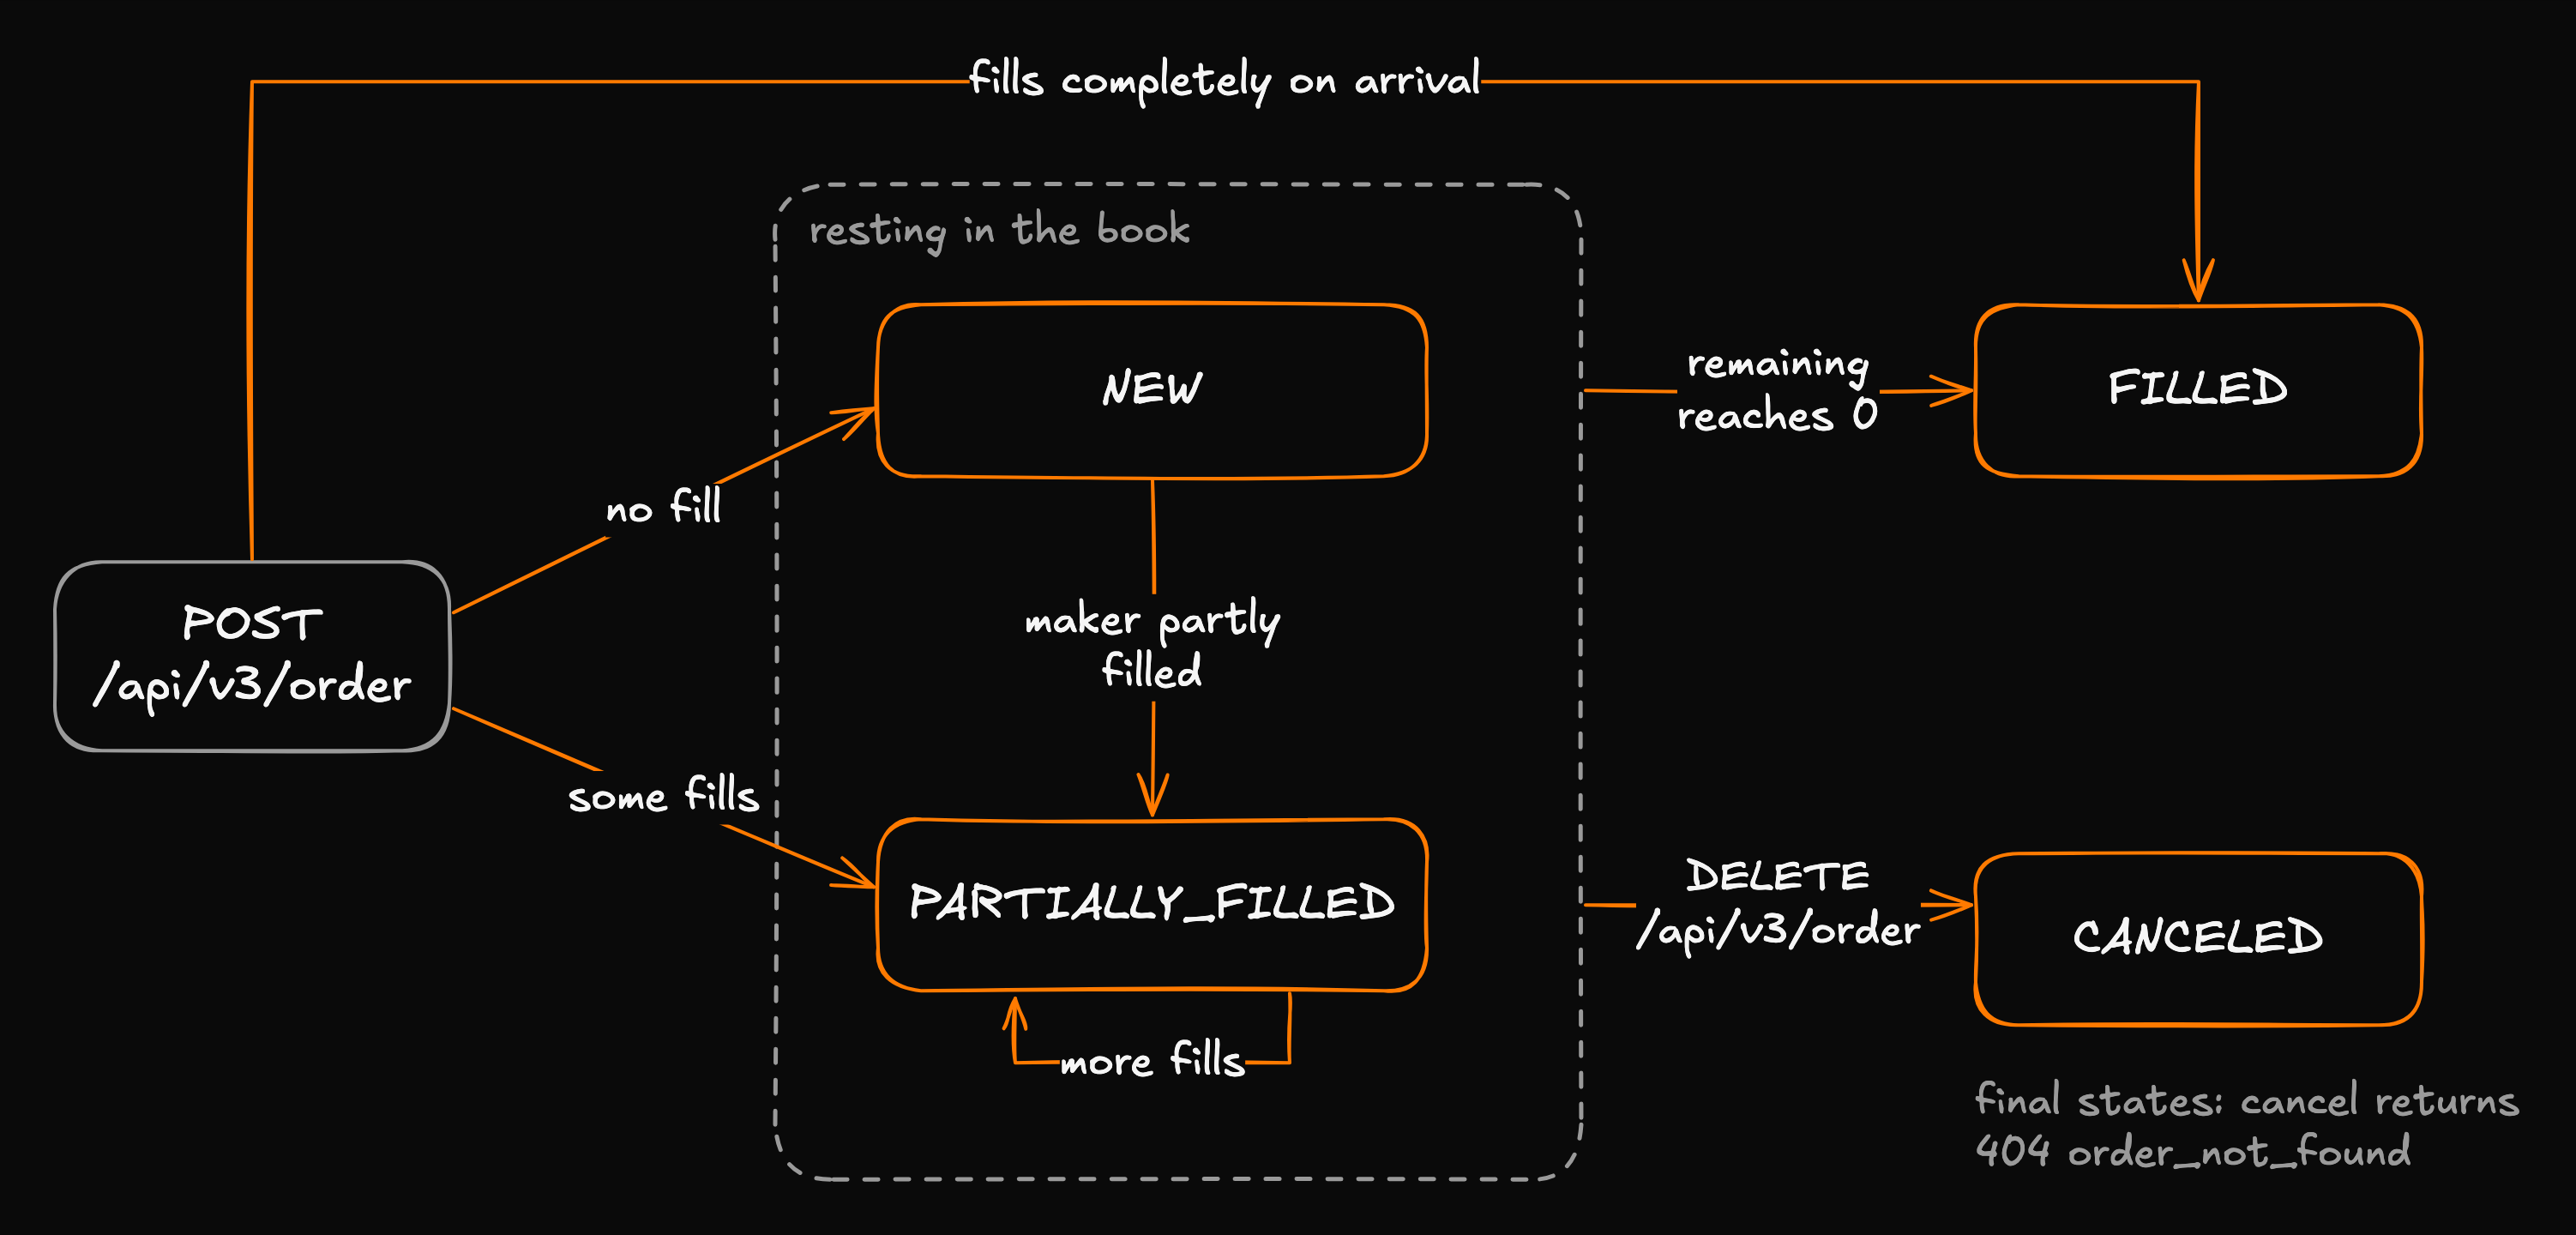 fills completely on arrival
resting in the book
NEW
remaining
reaches 0
FILLED
no fill
POST
/api/v3/order
maker partly
filled
some fills
PARTIALLY_FILLED
DELETE
/api/v3/order
CANCELED
more fills
final states: cancel returns
404 order_not_found